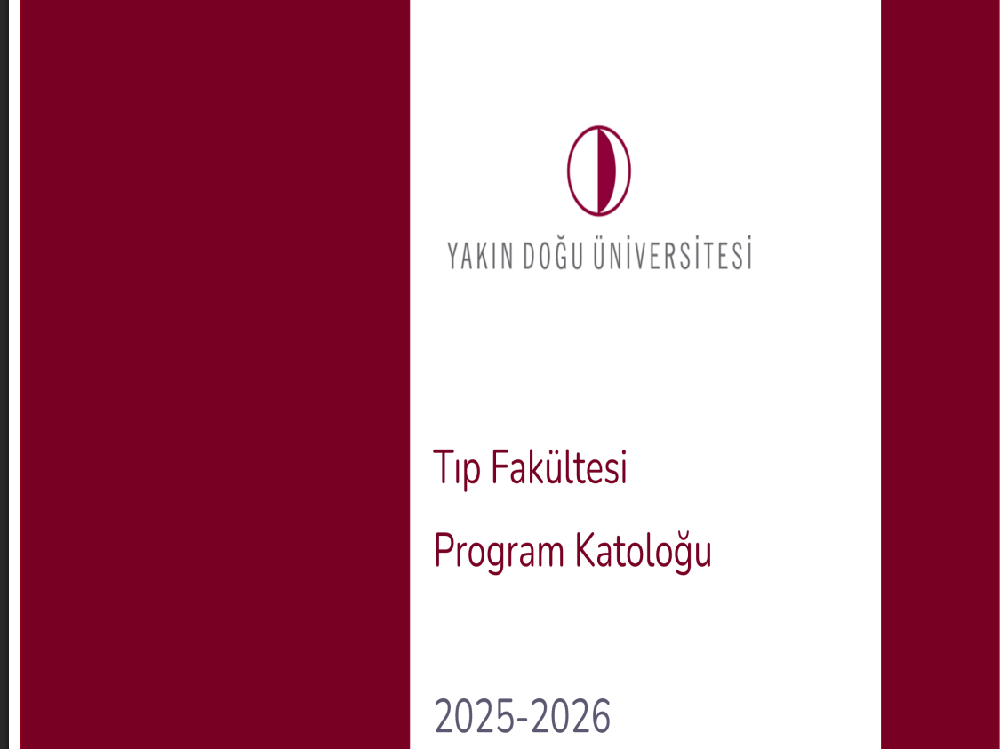 YAKIN DOĞU ÜNİVERSİTESİ
Tıp Fakültesi
Program Katoloğu
2025-2026